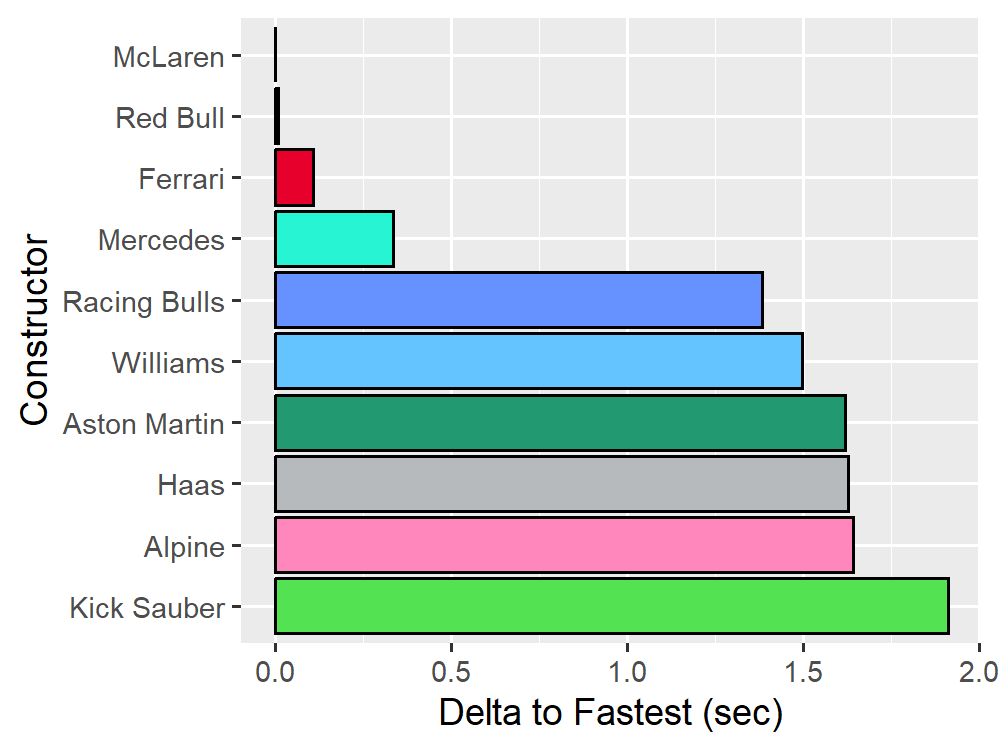 McLaren
Red Bull
Ferrari
Mercedes
Racing Bulls
Williams
Aston Martin
Haas
Alpine
Kick Sauber
Constructor
0.0 0.5 1.0 1.5 2.0
Delta to Fastest (sec)